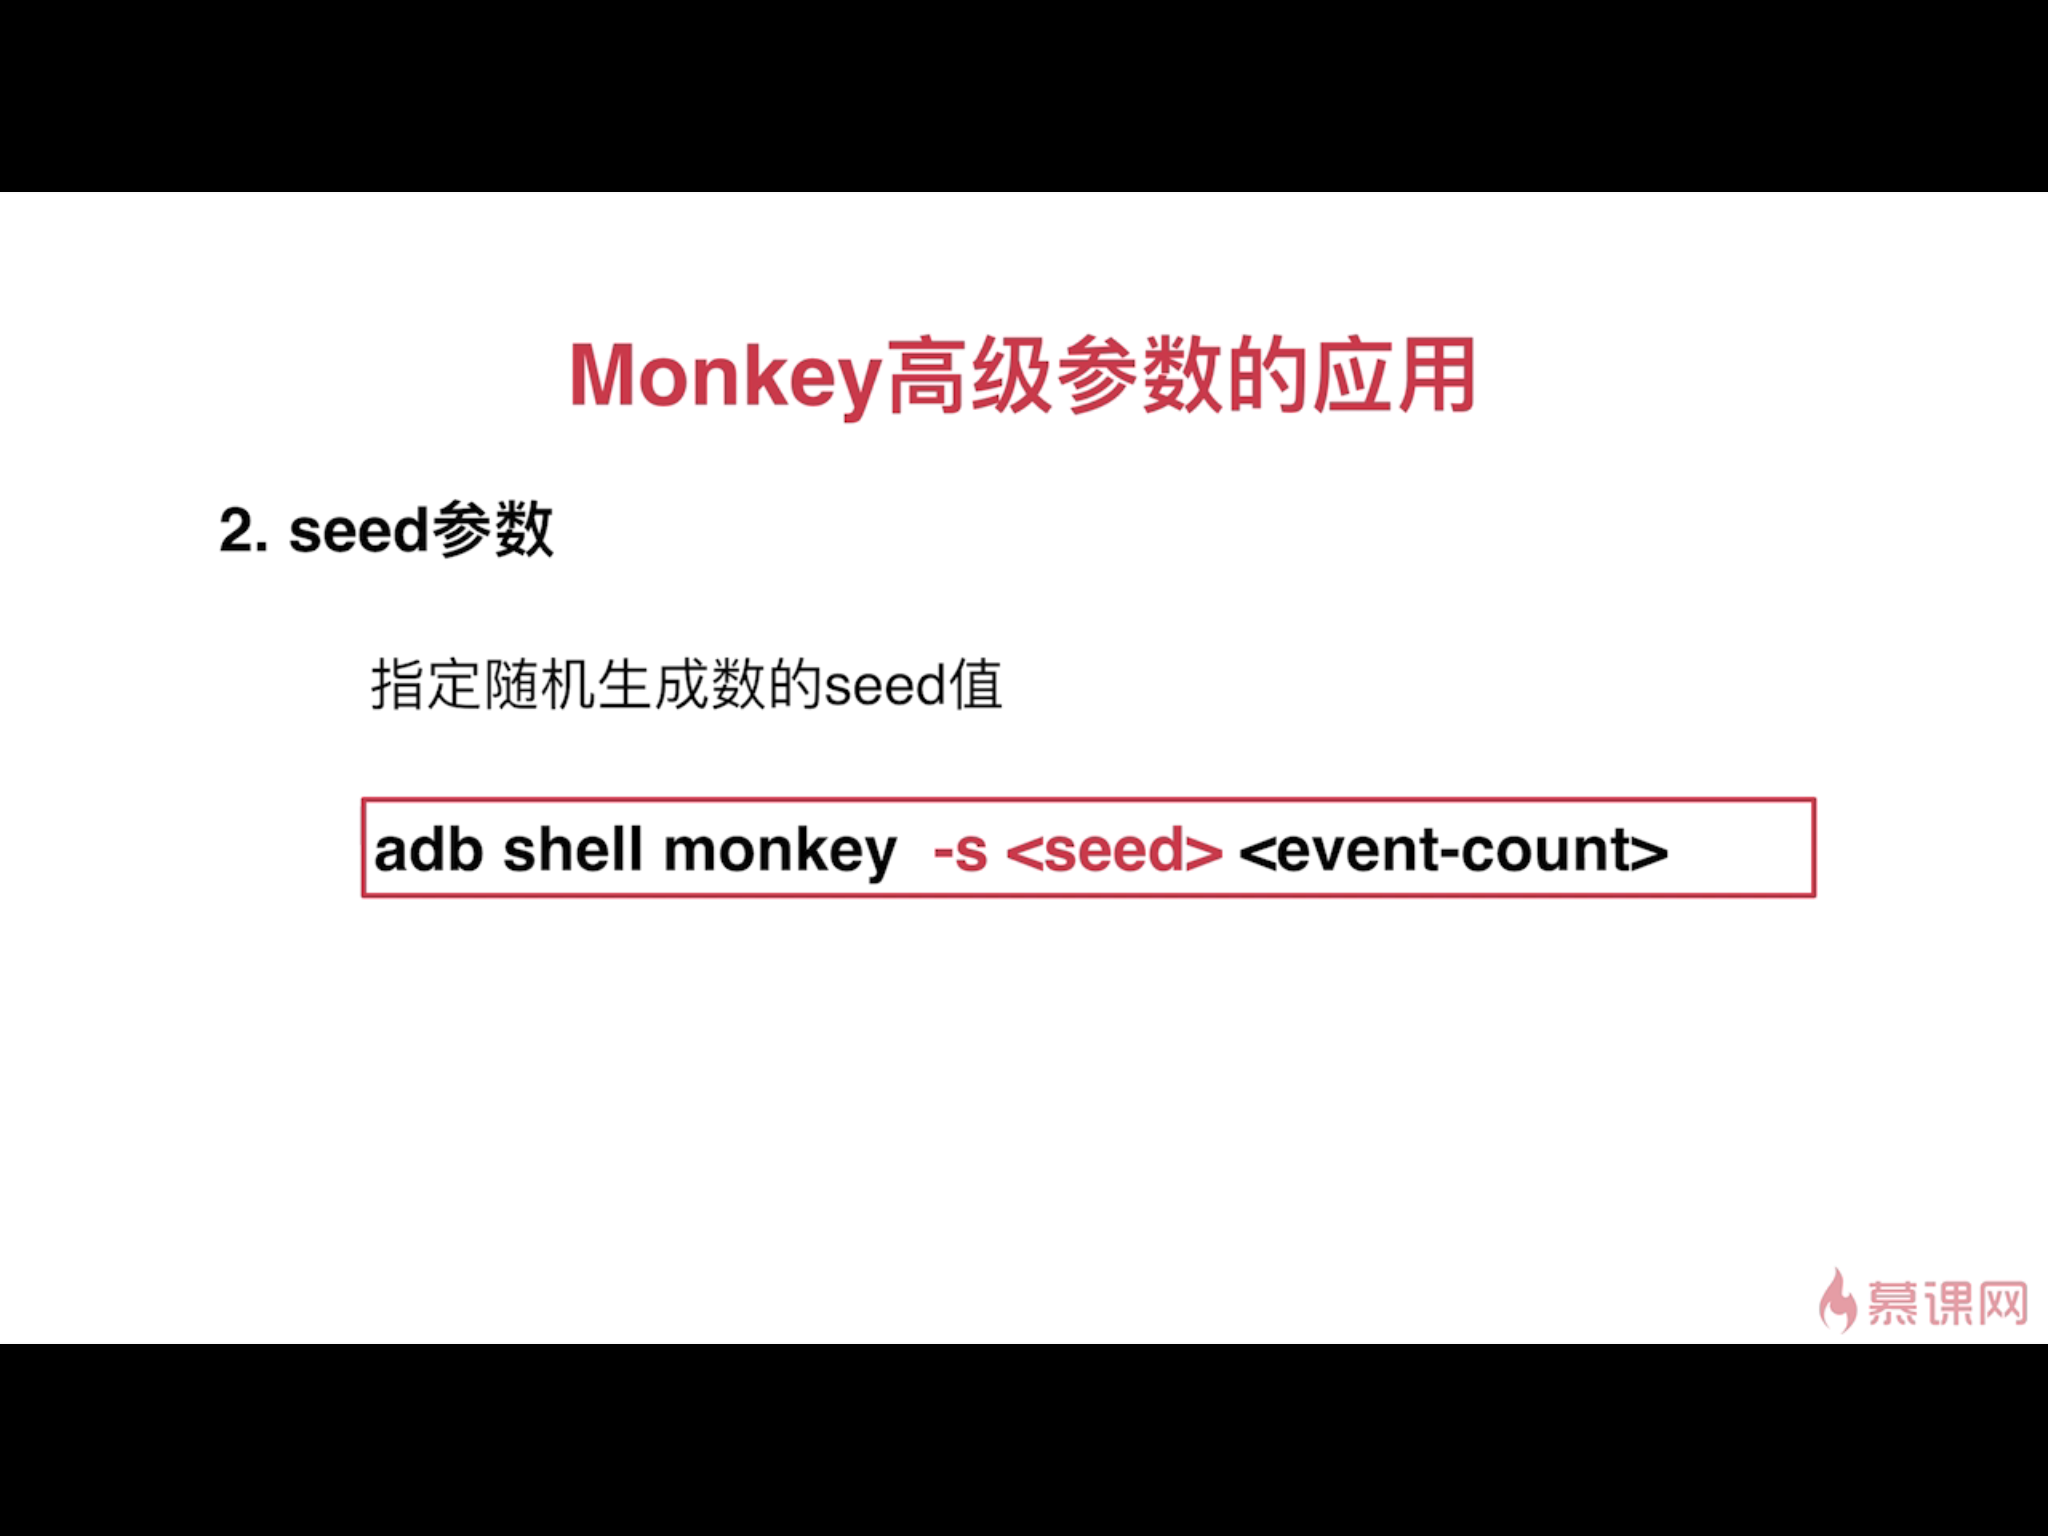 Monkey高级参数的应用
2. seed参数
指定随机生成数的seed值
adb shell monkey  -s <seed> <event-count>
慕课网